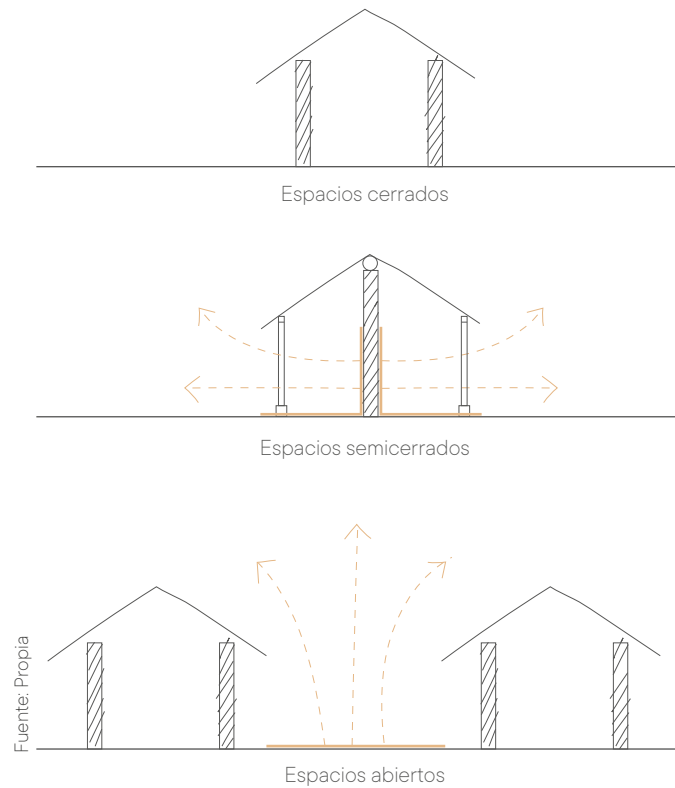 Espacios cerrados
Espacios semicerrados
Fuente: Propia
Espacios abiertos